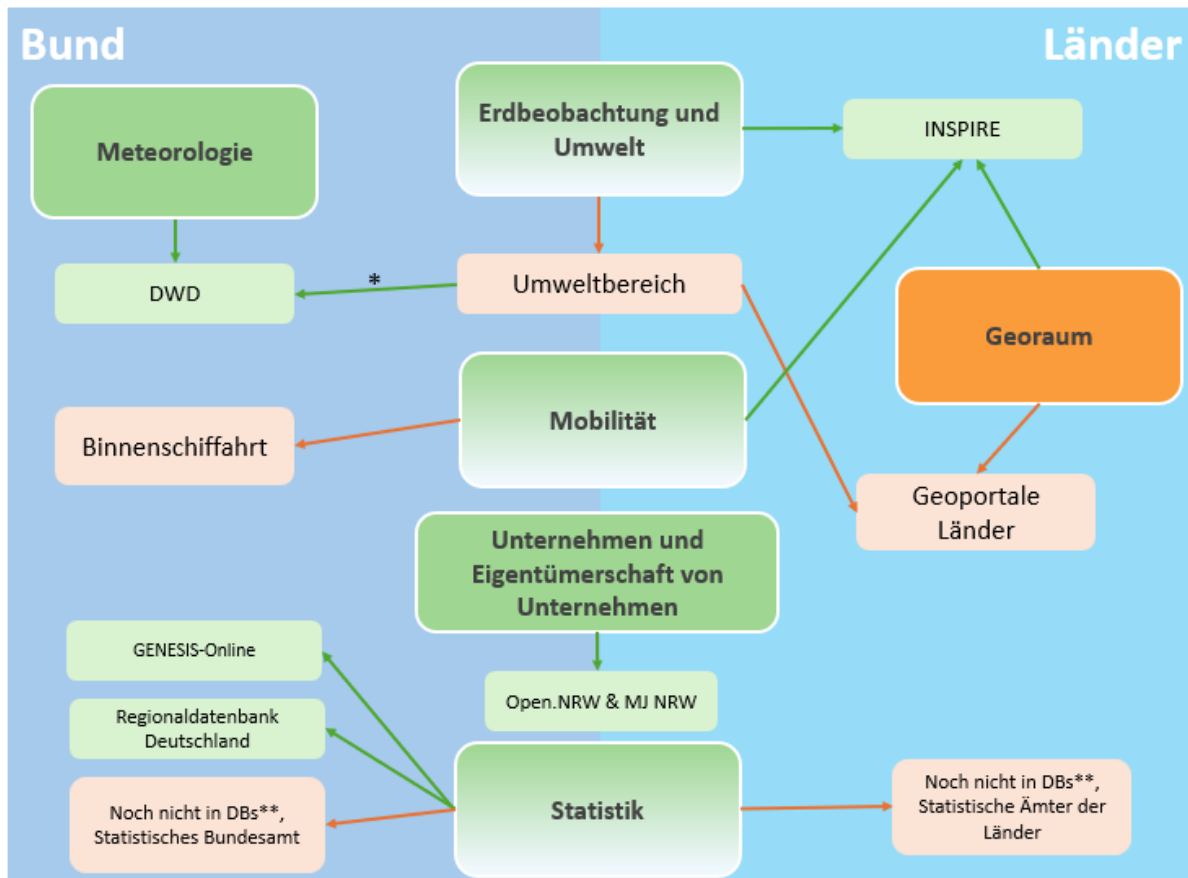 Bund
Länder
Erdbeobachtung und
Umwelt
INSPIRE
Meteorologie
DWD
*
Umweltbereich
Georaum
Mobilität
Binnenschiffahrt
Geoportale
Länder
Unternehmen und
Eigentümerschaft von
Unternehmen
GENESIS-Online
Open.NRW & MJ NRW
Regionaldatenbank
Deutschland
Noch nicht in DBs**,
Statistisches Bundesamt
Statistik
Noch nicht in DBs**,
Statistische Ämter der
Länder